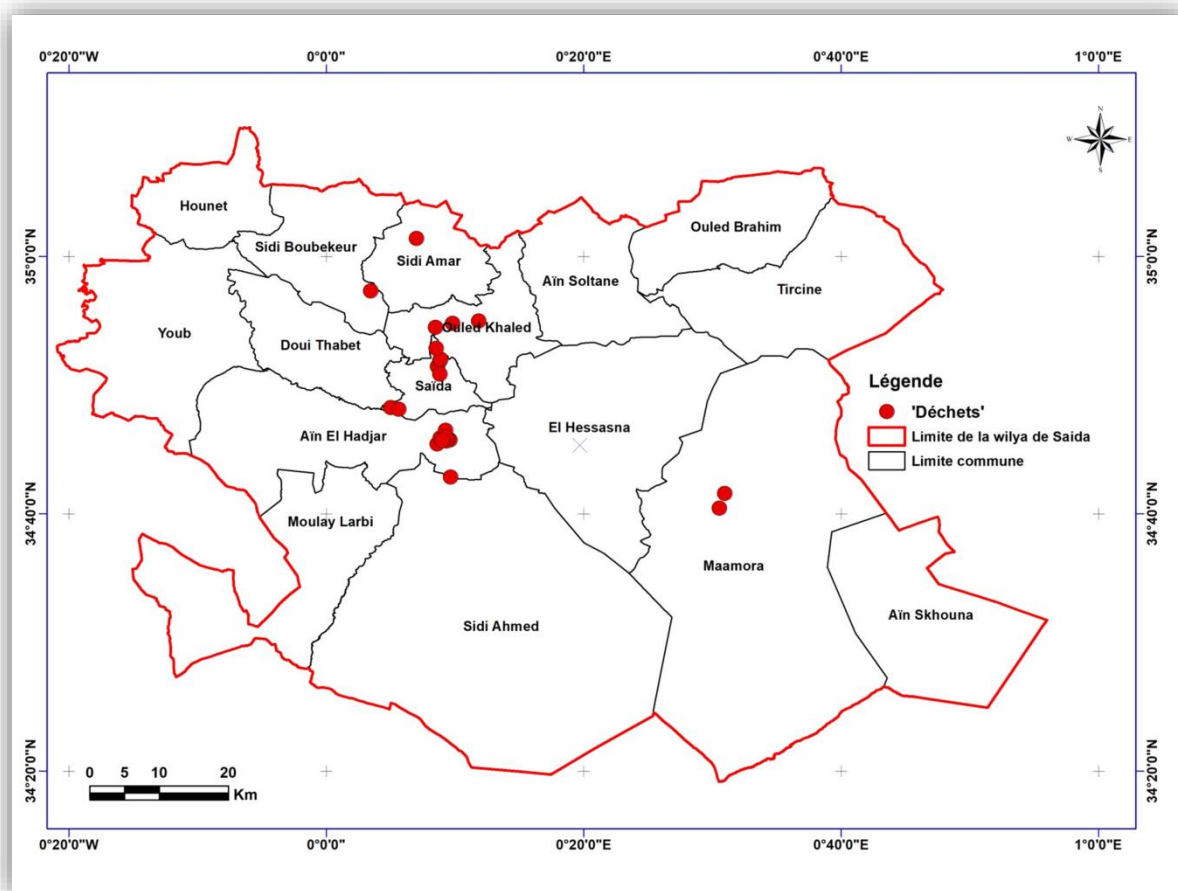 0°20'0"W 0°0'0" 0°20'0"E 0°40'0"E 1°0'0"E
N
W E
S
Hounet
Ouled Brahim
Sidi Boubekeur
Sidi Amar
35°0'0"N 35°0'0"N
Aïn Soltane
Tircine
Ouled Khaled
Youb
Doui Thabet
Saïda
Légende
'Déchets'
Limite de la wilya de Saida
Limite commune
El Hessasna
Aïn El Hadjar
34°40'0"N 34°40'0"N
Moulay Larbi
Maamora
Aïn Skhouna
Sidi Ahmed
34°20'0"N 34°20'0"N
0 5 10 20
Km
0°20'0"W 0°0'0" 0°20'0"E 0°40'0"E 1°0'0"E